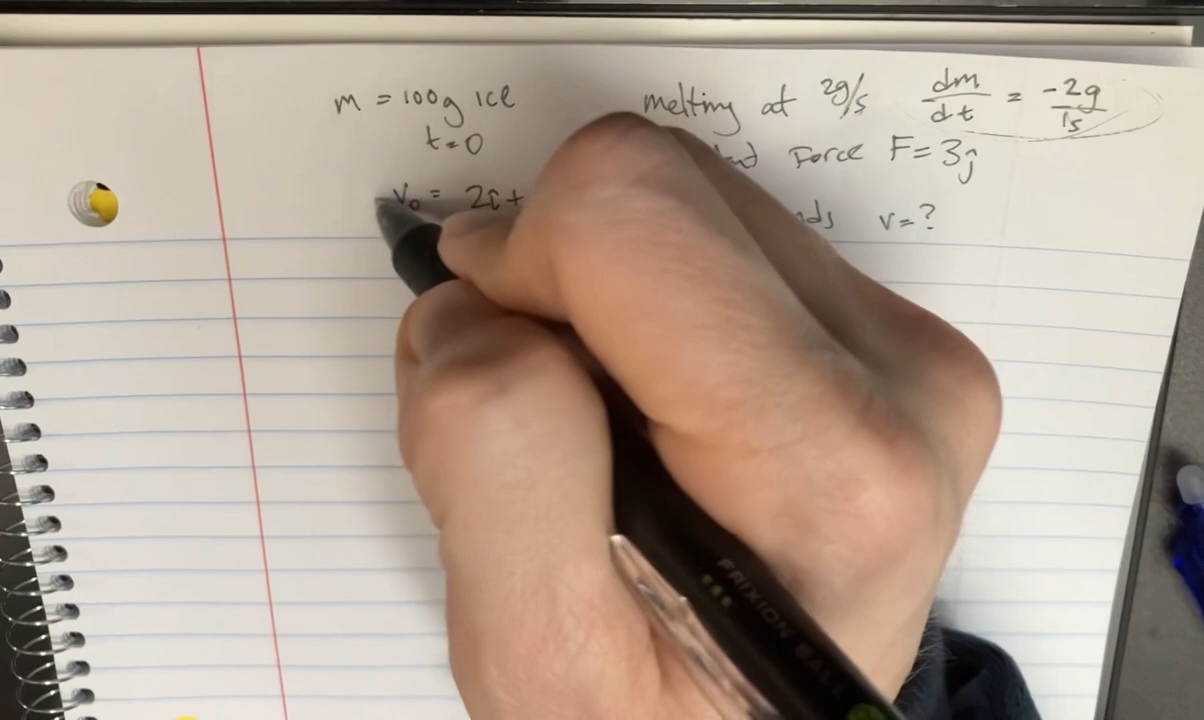 m = 100g ice melting at 2g/s dm/dt = -2g/1s
t=0 Force F=3ĵ
v₀ = 2î + v=?
FRIXION BALL